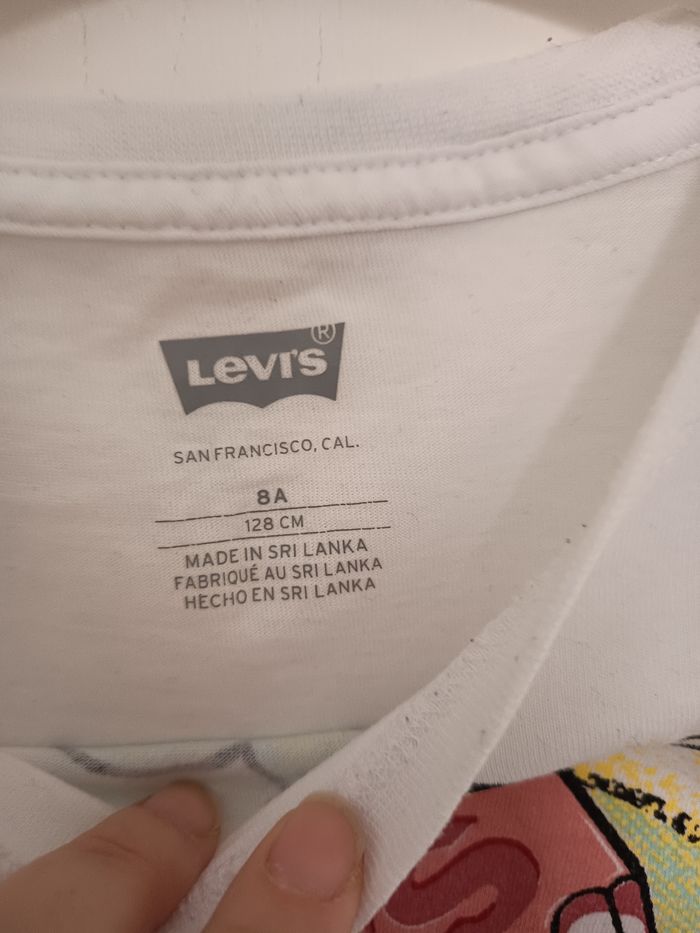 Levi's®
SAN FRANCISCO, CAL.
8A
128 CM
MADE IN SRI LANKA
FABRIQUÉ AU SRI LANKA
HECHO EN SRI LANKA
S